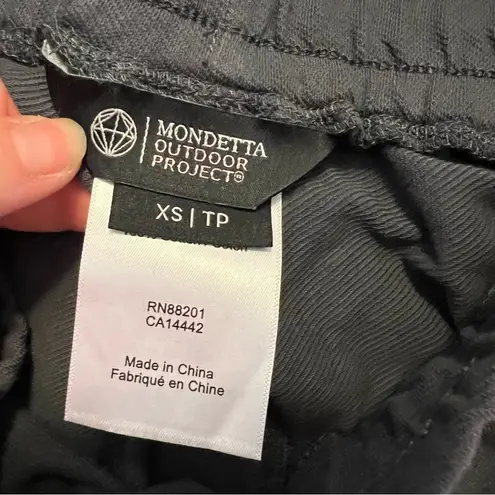 MONDETTA
OUTDOOR
PROJECT®
XS | TP
RN88201
CA14442
Made in China
Fabriqué en Chine